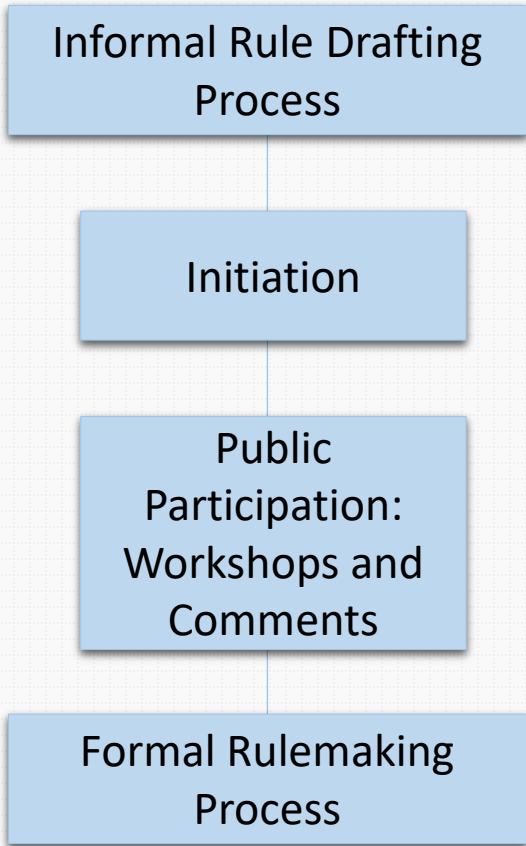 Informal Rule Drafting
Process
Initiation
Public
Participation:
Workshops and
Comments
Formal Rulemaking
Process